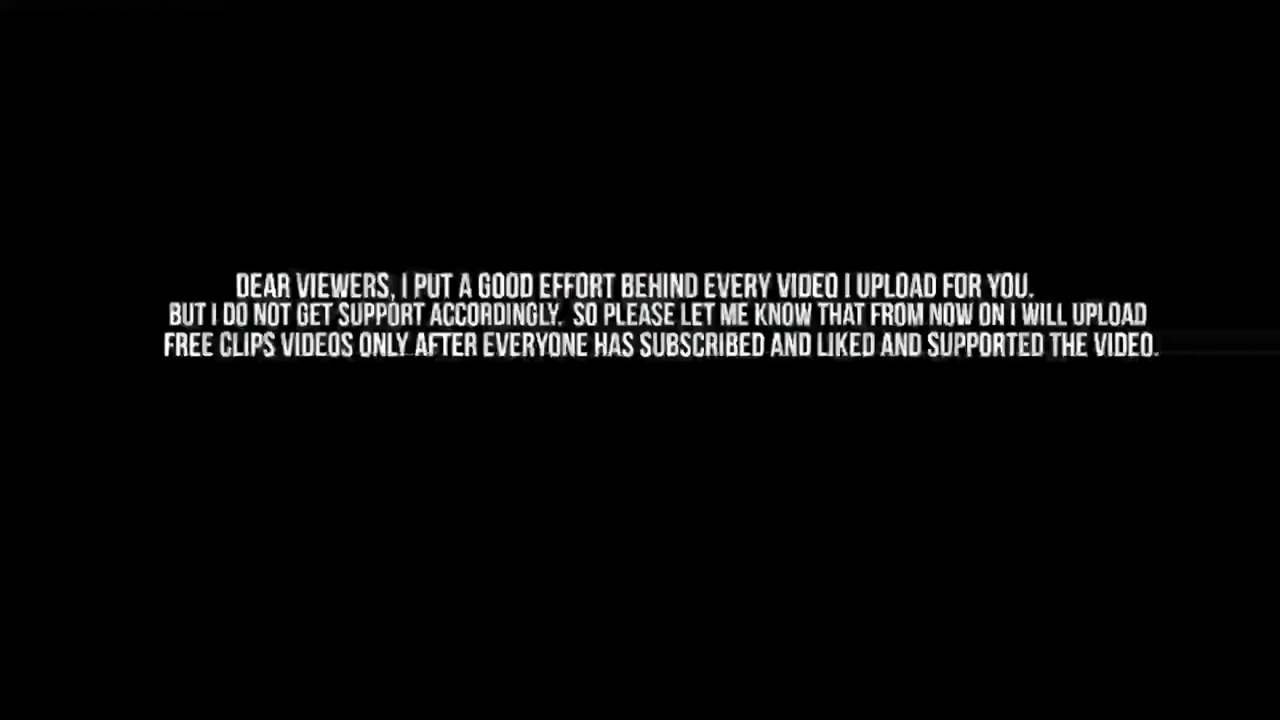 DEAR VIEWERS, I PUT A GOOD EFFORT BEHIND EVERY VIDEO I UPLOAD FOR YOU.
BUT I DO NOT GET SUPPORT ACCORDINGLY. SO PLEASE LET ME KNOW THAT FROM NOW ON I WILL UPLOAD
FREE CLIPS VIDEOS ONLY AFTER EVERYONE HAS SUBSCRIBED AND LIKED AND SUPPORTED THE VIDEO.